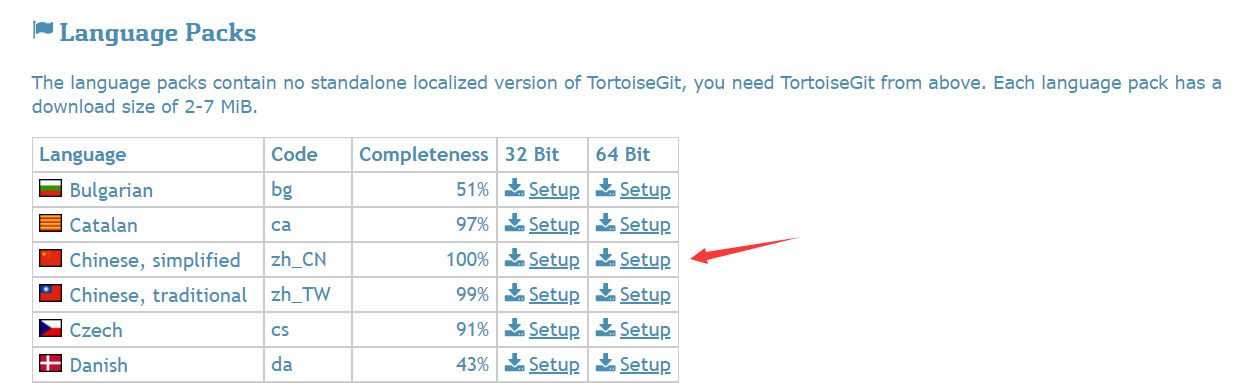 Language Packs
The language packs contain no standalone localized version of TortoiseGit, you need TortoiseGit from above. Each language pack has a
download size of 2-7 MiB.
Language Code Completeness 32 Bit 64 Bit
Bulgarian bg 51% Setup Setup
Catalan ca 97% Setup Setup
Chinese, simplified zh_CN 100% Setup Setup
Chinese, traditional zh_TW 99% Setup Setup
Czech cs 91% Setup Setup
Danish da 43% Setup Setup